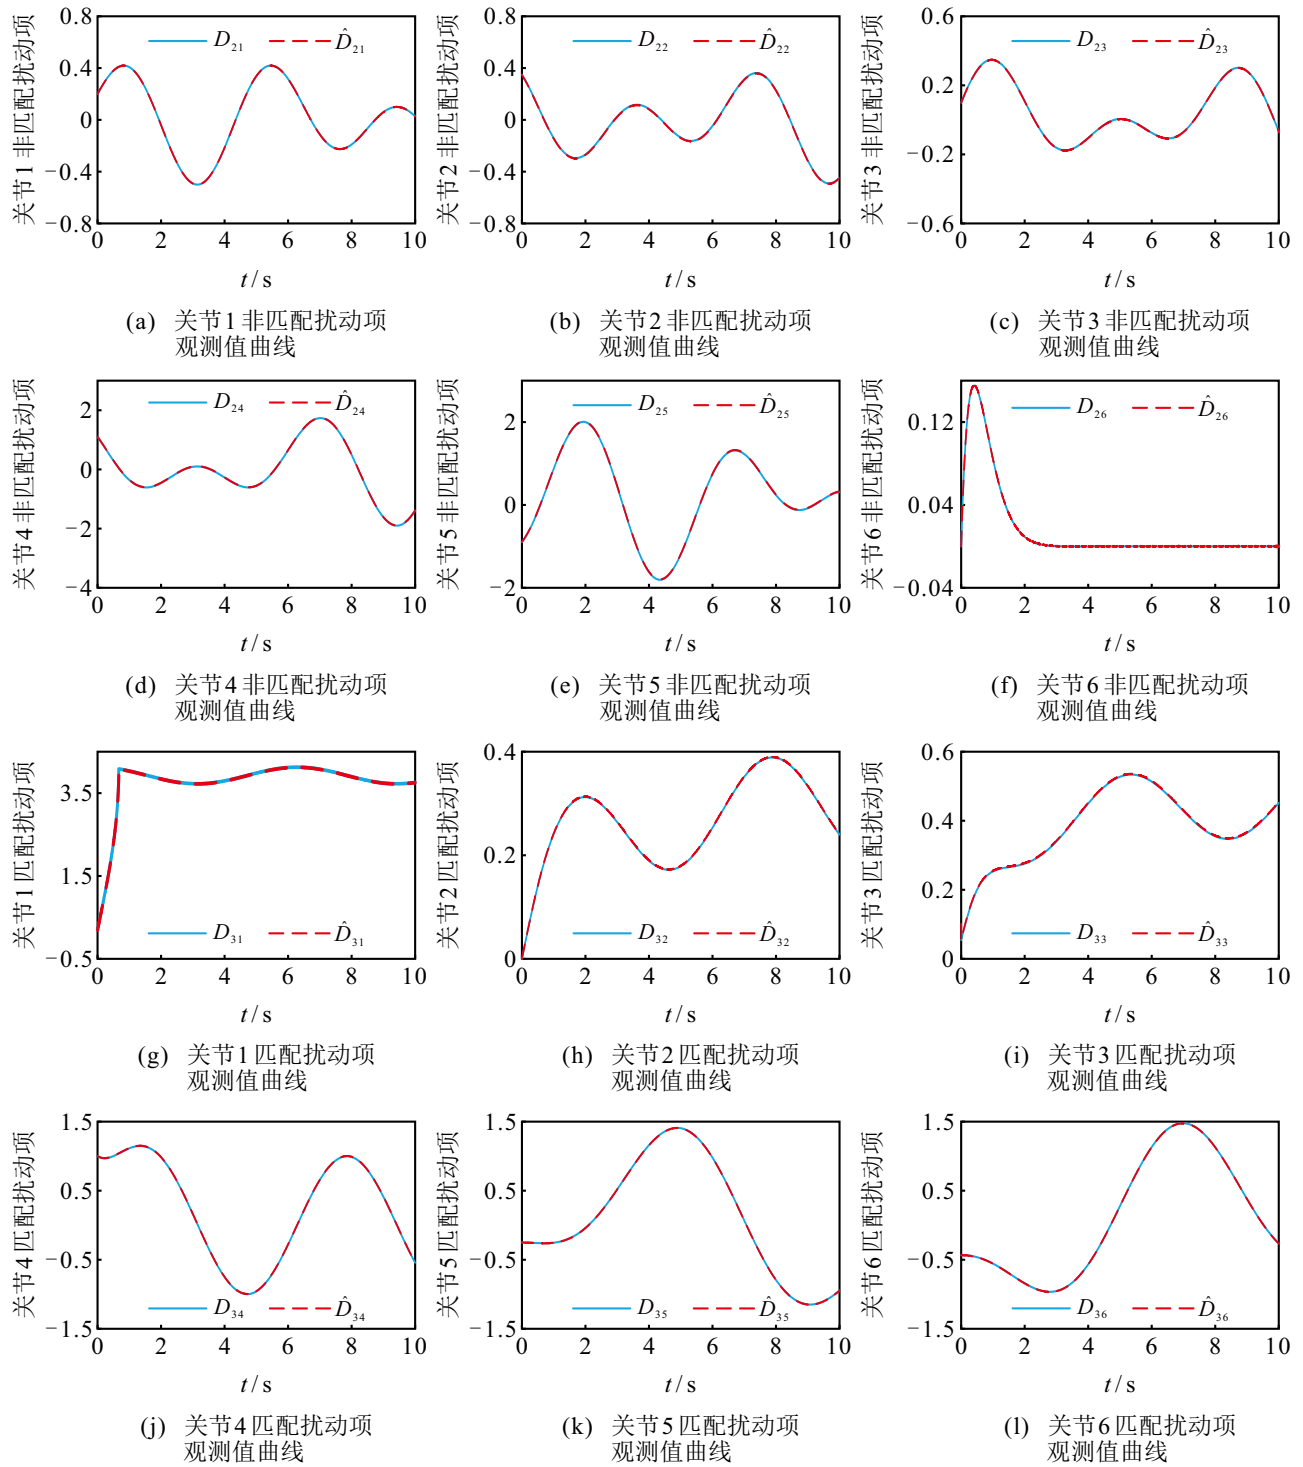 关节1 非匹配扰动项
0.8
0.4
0
−0.4
−0.8
D21 D̂21
0 2 4 6 8 10
t / s
(a) 关节1 非匹配扰动项
观测值曲线
关节2 非匹配扰动项
0.8
0.4
0
−0.4
−0.8
D22 D̂22
0 2 4 6 8 10
t / s
(b) 关节2 非匹配扰动项
观测值曲线
关节3 非匹配扰动项
0.6
0.2
−0.2
−0.6
D23 D̂23
0 2 4 6 8 10
t / s
(c) 关节3 非匹配扰动项
观测值曲线
关节4 非匹配扰动项
2
0
−2
−4
D24 D̂24
0 2 4 6 8 10
t / s
(d) 关节4 非匹配扰动项
观测值曲线
关节5 非匹配扰动项
2
0
−2
D25 D̂25
0 2 4 6 8 10
t / s
(e) 关节5 非匹配扰动项
观测值曲线
关节6 非匹配扰动项
0.12
0.04
−0.04
D26 D̂26
0 2 4 6 8 10
t / s
(f) 关节6 非匹配扰动项
观测值曲线
关节1 匹配扰动项
3.5
1.5
−0.5
D31 D̂31
0 2 4 6 8 10
t / s
(g) 关节1 匹配扰动项
观测值曲线
关节2 匹配扰动项
0.4
0.2
0
D32 D̂32
0 2 4 6 8 10
t / s
(h) 关节2 匹配扰动项
观测值曲线
关节3 匹配扰动项
0.6
0.4
0.2
0
D33 D̂33
0 2 4 6 8 10
t / s
(i) 关节3 匹配扰动项
观测值曲线
关节4 匹配扰动项
1.5
0.5
−0.5
−1.5
D34 D̂34
0 2 4 6 8 10
t / s
(j) 关节4 匹配扰动项
观测值曲线
关节5 匹配扰动项
1.5
0.5
−0.5
−1.5
D35 D̂35
0 2 4 6 8 10
t / s
(k) 关节5 匹配扰动项
观测值曲线
关节6 匹配扰动项
1.5
0.5
−0.5
−1.5
D36 D̂36
0 2 4 6 8 10
t / s
(l) 关节6 匹配扰动项
观测值曲线